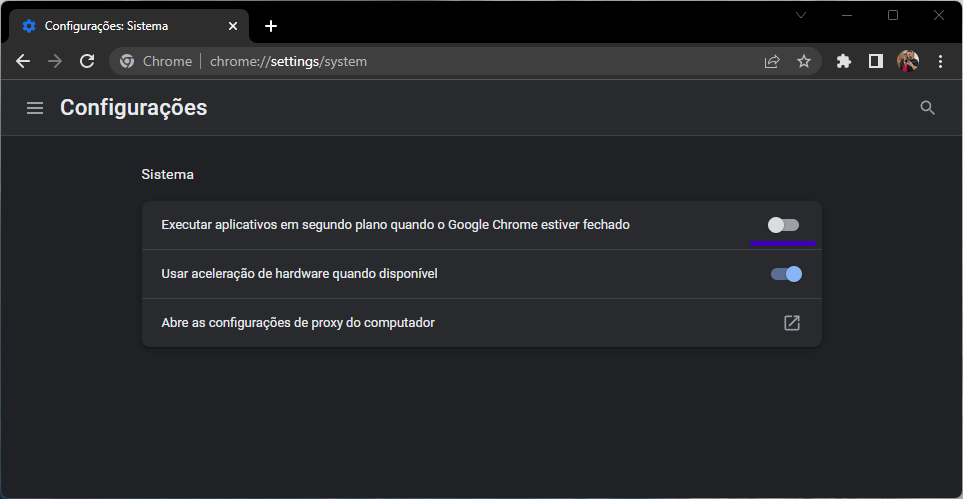 Configurações: Sistema
Chrome chrome://settings/system
Configurações
Sistema
Executar aplicativos em segundo plano quando o Google Chrome estiver fechado
Usar aceleração de hardware quando disponível
Abre as configurações de proxy do computador